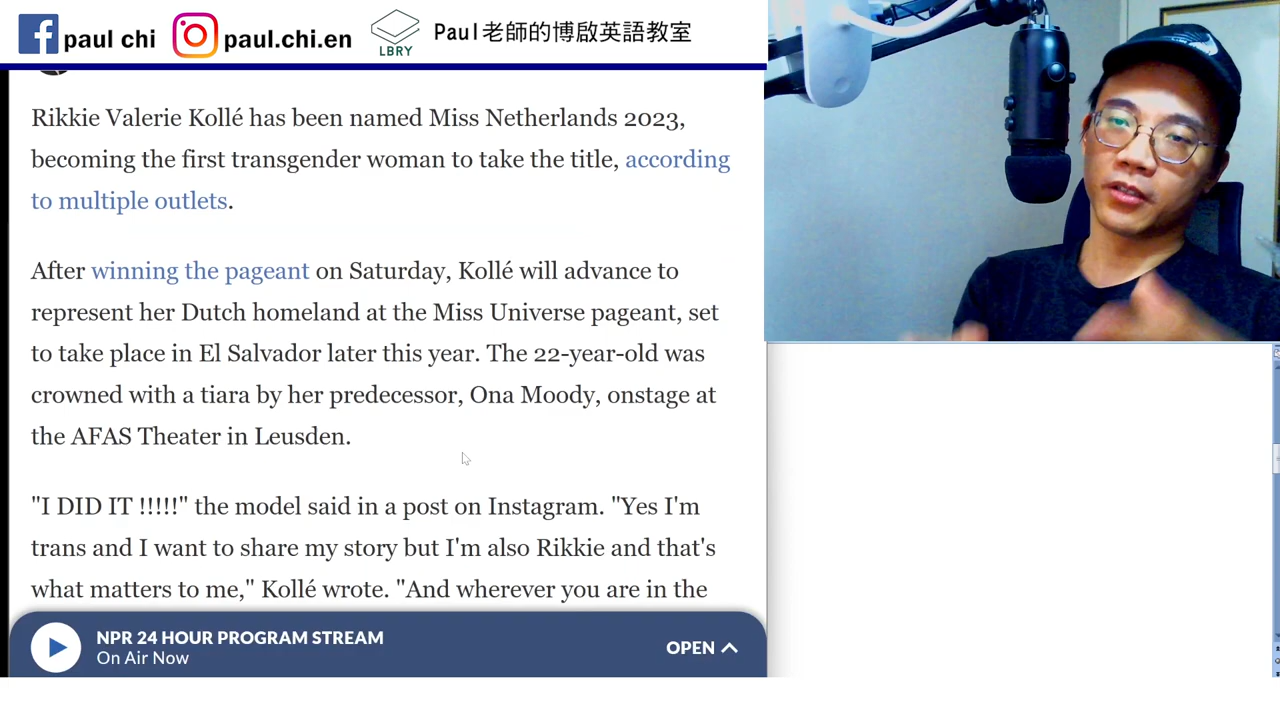 paul chi
paul.chi.en
LBRY
Paul老師的博啟英語教室
Rikkie Valerie Kollé has been named Miss Netherlands 2023,
becoming the first transgender woman to take the title, according
to multiple outlets.
After winning the pageant on Saturday, Kollé will advance to
represent her Dutch homeland at the Miss Universe pageant, set
to take place in El Salvador later this year. The 22-year-old was
crowned with a tiara by her predecessor, Ona Moody, onstage at
the AFAS Theater in Leusden.
"I DID IT !!!!!" the model said in a post on Instagram. "Yes I'm
trans and I want to share my story but I'm also Rikkie and that's
what matters to me," Kollé wrote. "And wherever you are in the
NPR 24 HOUR PROGRAM STREAM
On Air Now
OPEN